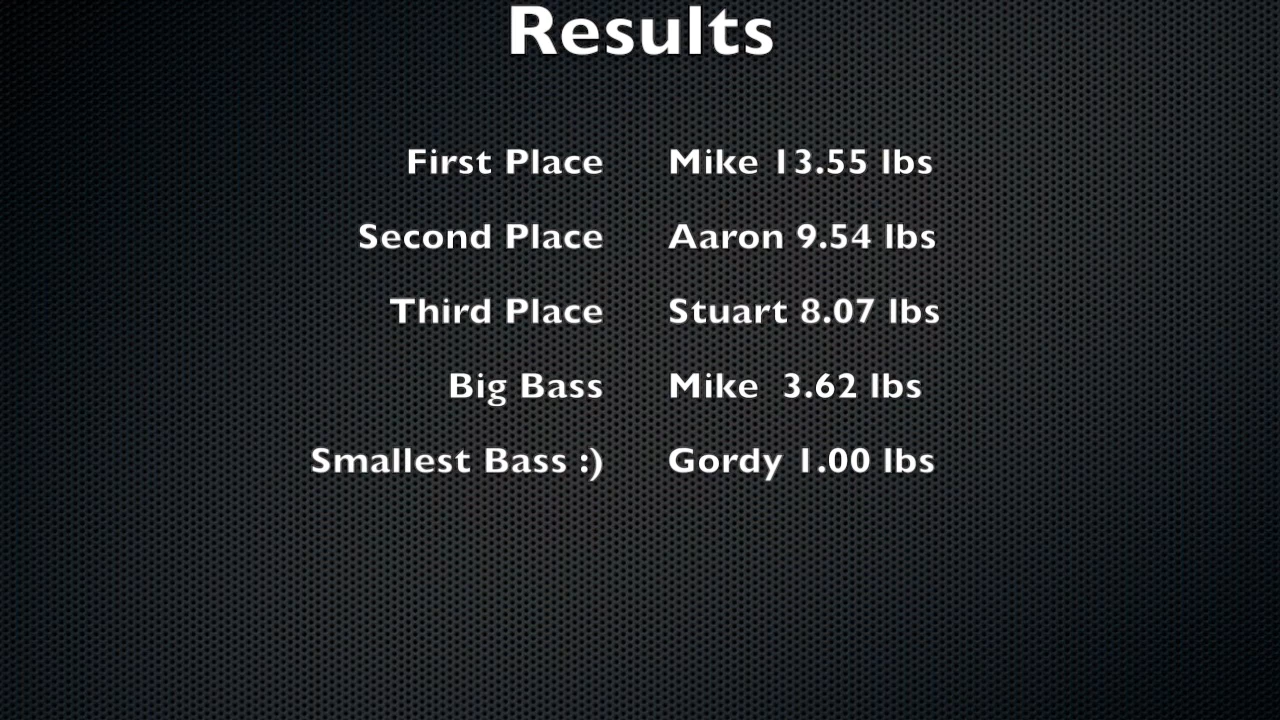 Results
First Place Mike 13.55 lbs
Second Place Aaron 9.54 lbs
Third Place Stuart 8.07 lbs
Big Bass Mike  3.62 lbs
Smallest Bass :) Gordy 1.00 lbs